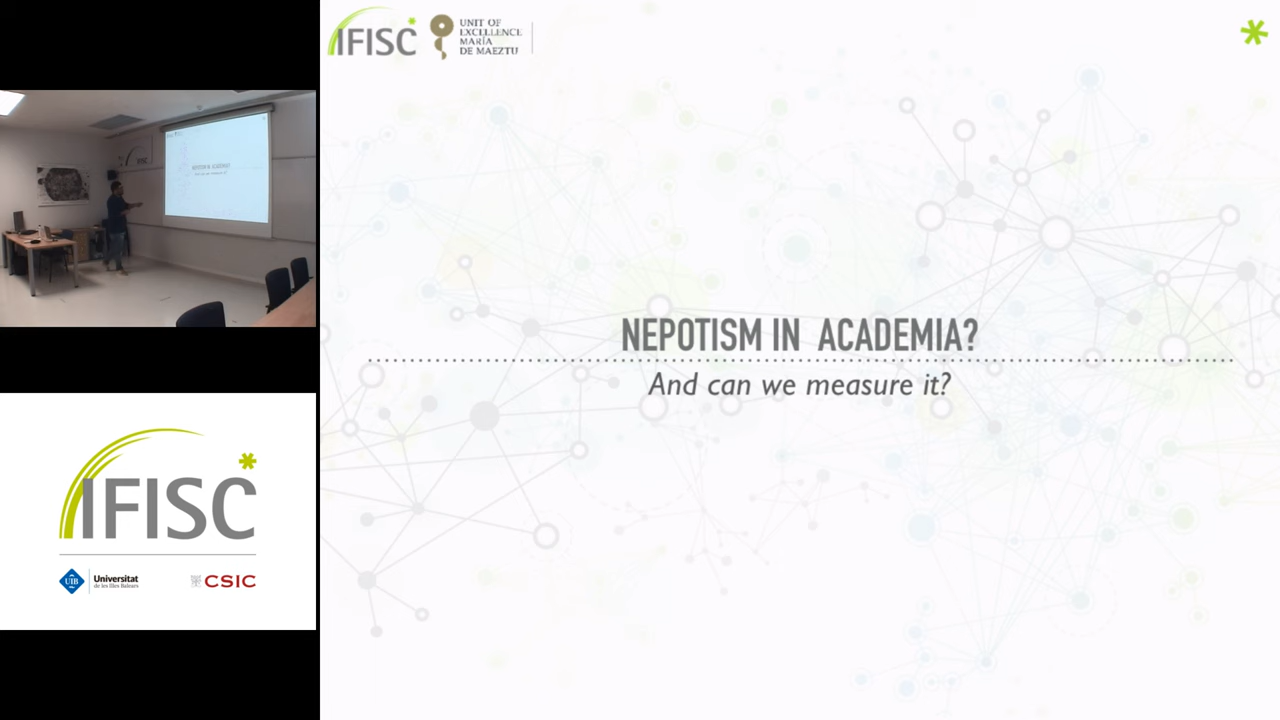 IFISC
UNIT OF
EXCELLENCE
MARÍA
DE MAEZTU
NEPOTISM IN ACADEMIA?
And can we measure it?
IFISC
UIB
Universitat
de les Illes Balears
CSIC